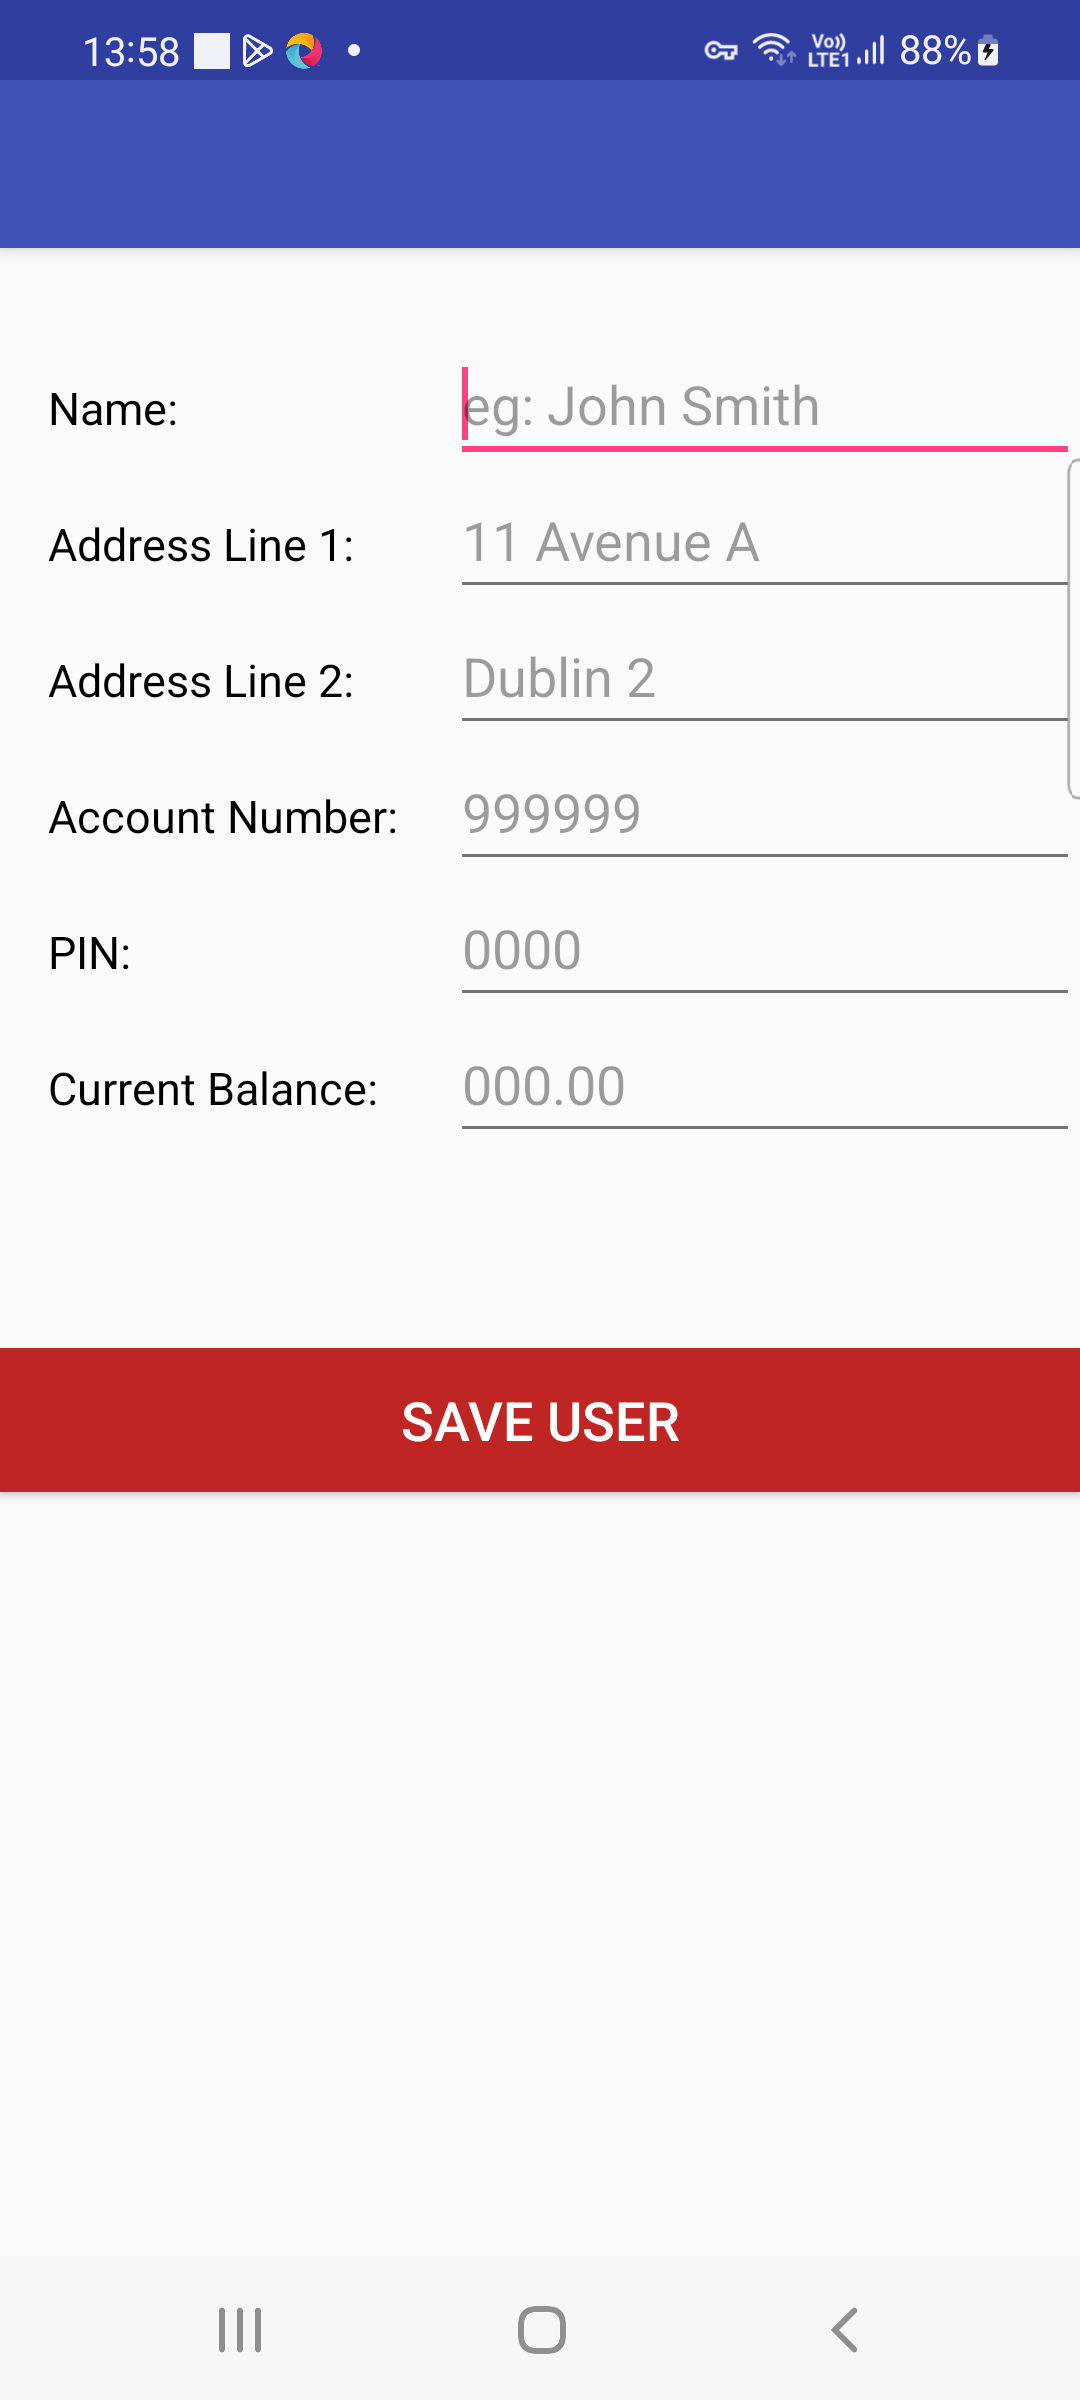 13:58 Vo)) LTE1 88%
Name: eg: John Smith
Address Line 1: 11 Avenue A
Address Line 2: Dublin 2
Account Number: 999999
PIN: 0000
Current Balance: 000.00
SAVE USER